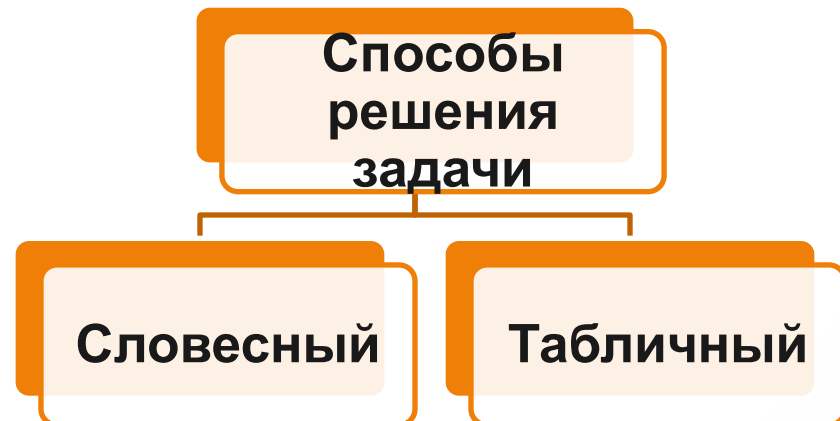 Способы
решения
задачи
Словесный
Табличный